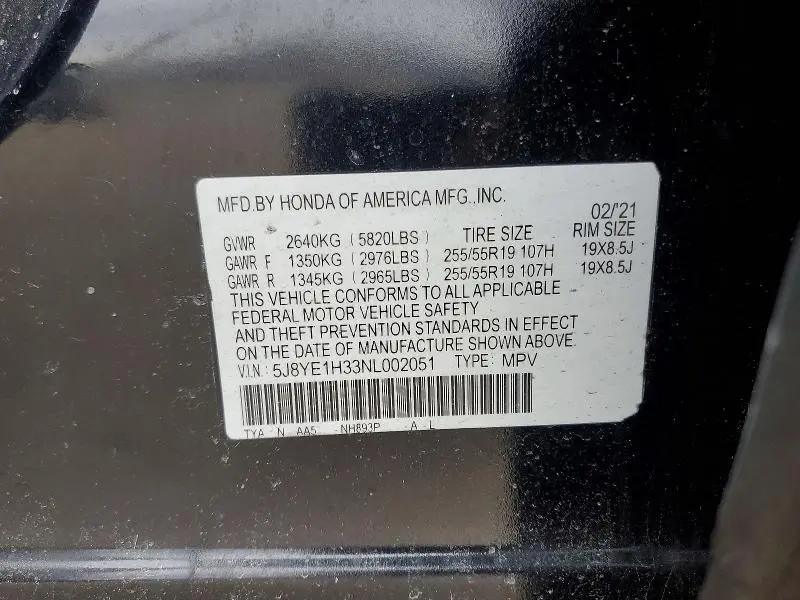 MFD.BY HONDA OF AMERICA MFG.,INC.
02/'21
GVWR 2640KG ( 5820LBS ) TIRE SIZE RIM SIZE
GAWR F 1350KG ( 2976LBS ) 255/55R19 107H 19X8.5J
GAWR R 1345KG ( 2965LBS ) 255/55R19 107H 19X8.5J
THIS VEHICLE CONFORMS TO ALL APPLICABLE
FEDERAL MOTOR VEHICLE SAFETY
AND THEFT PREVENTION STANDARDS IN EFFECT
ON THE DATE OF MANUFACTURE SHOWN ABOVE.
V.I.N : 5J8YE1H33NL002051 TYPE: MPV
TYA N AA5 -NH893P -A -L